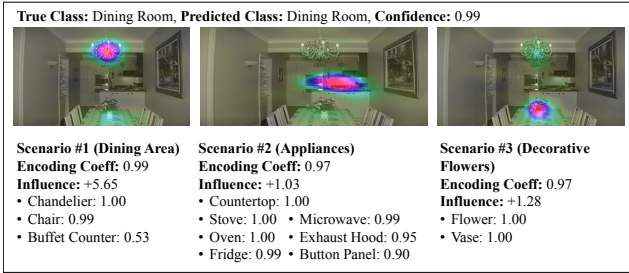 True Class: Dining Room, Predicted Class: Dining Room, Confidence: 0.99
Scenario #1 (Dining Area)
Encoding Coeff: 0.99
Influence: +5.65
• Chandelier: 1.00
• Chair: 0.99
• Buffet Counter: 0.53
Scenario #2 (Appliances)
Encoding Coeff: 0.97
Influence: +1.03
• Countertop: 1.00
• Stove: 1.00 • Microwave: 0.99
• Oven: 1.00 • Exhaust Hood: 0.95
• Fridge: 0.99 • Button Panel: 0.90
Scenario #3 (Decorative
Flowers)
Encoding Coeff: 0.97
Influence: +1.28
• Flower: 1.00
• Vase: 1.00